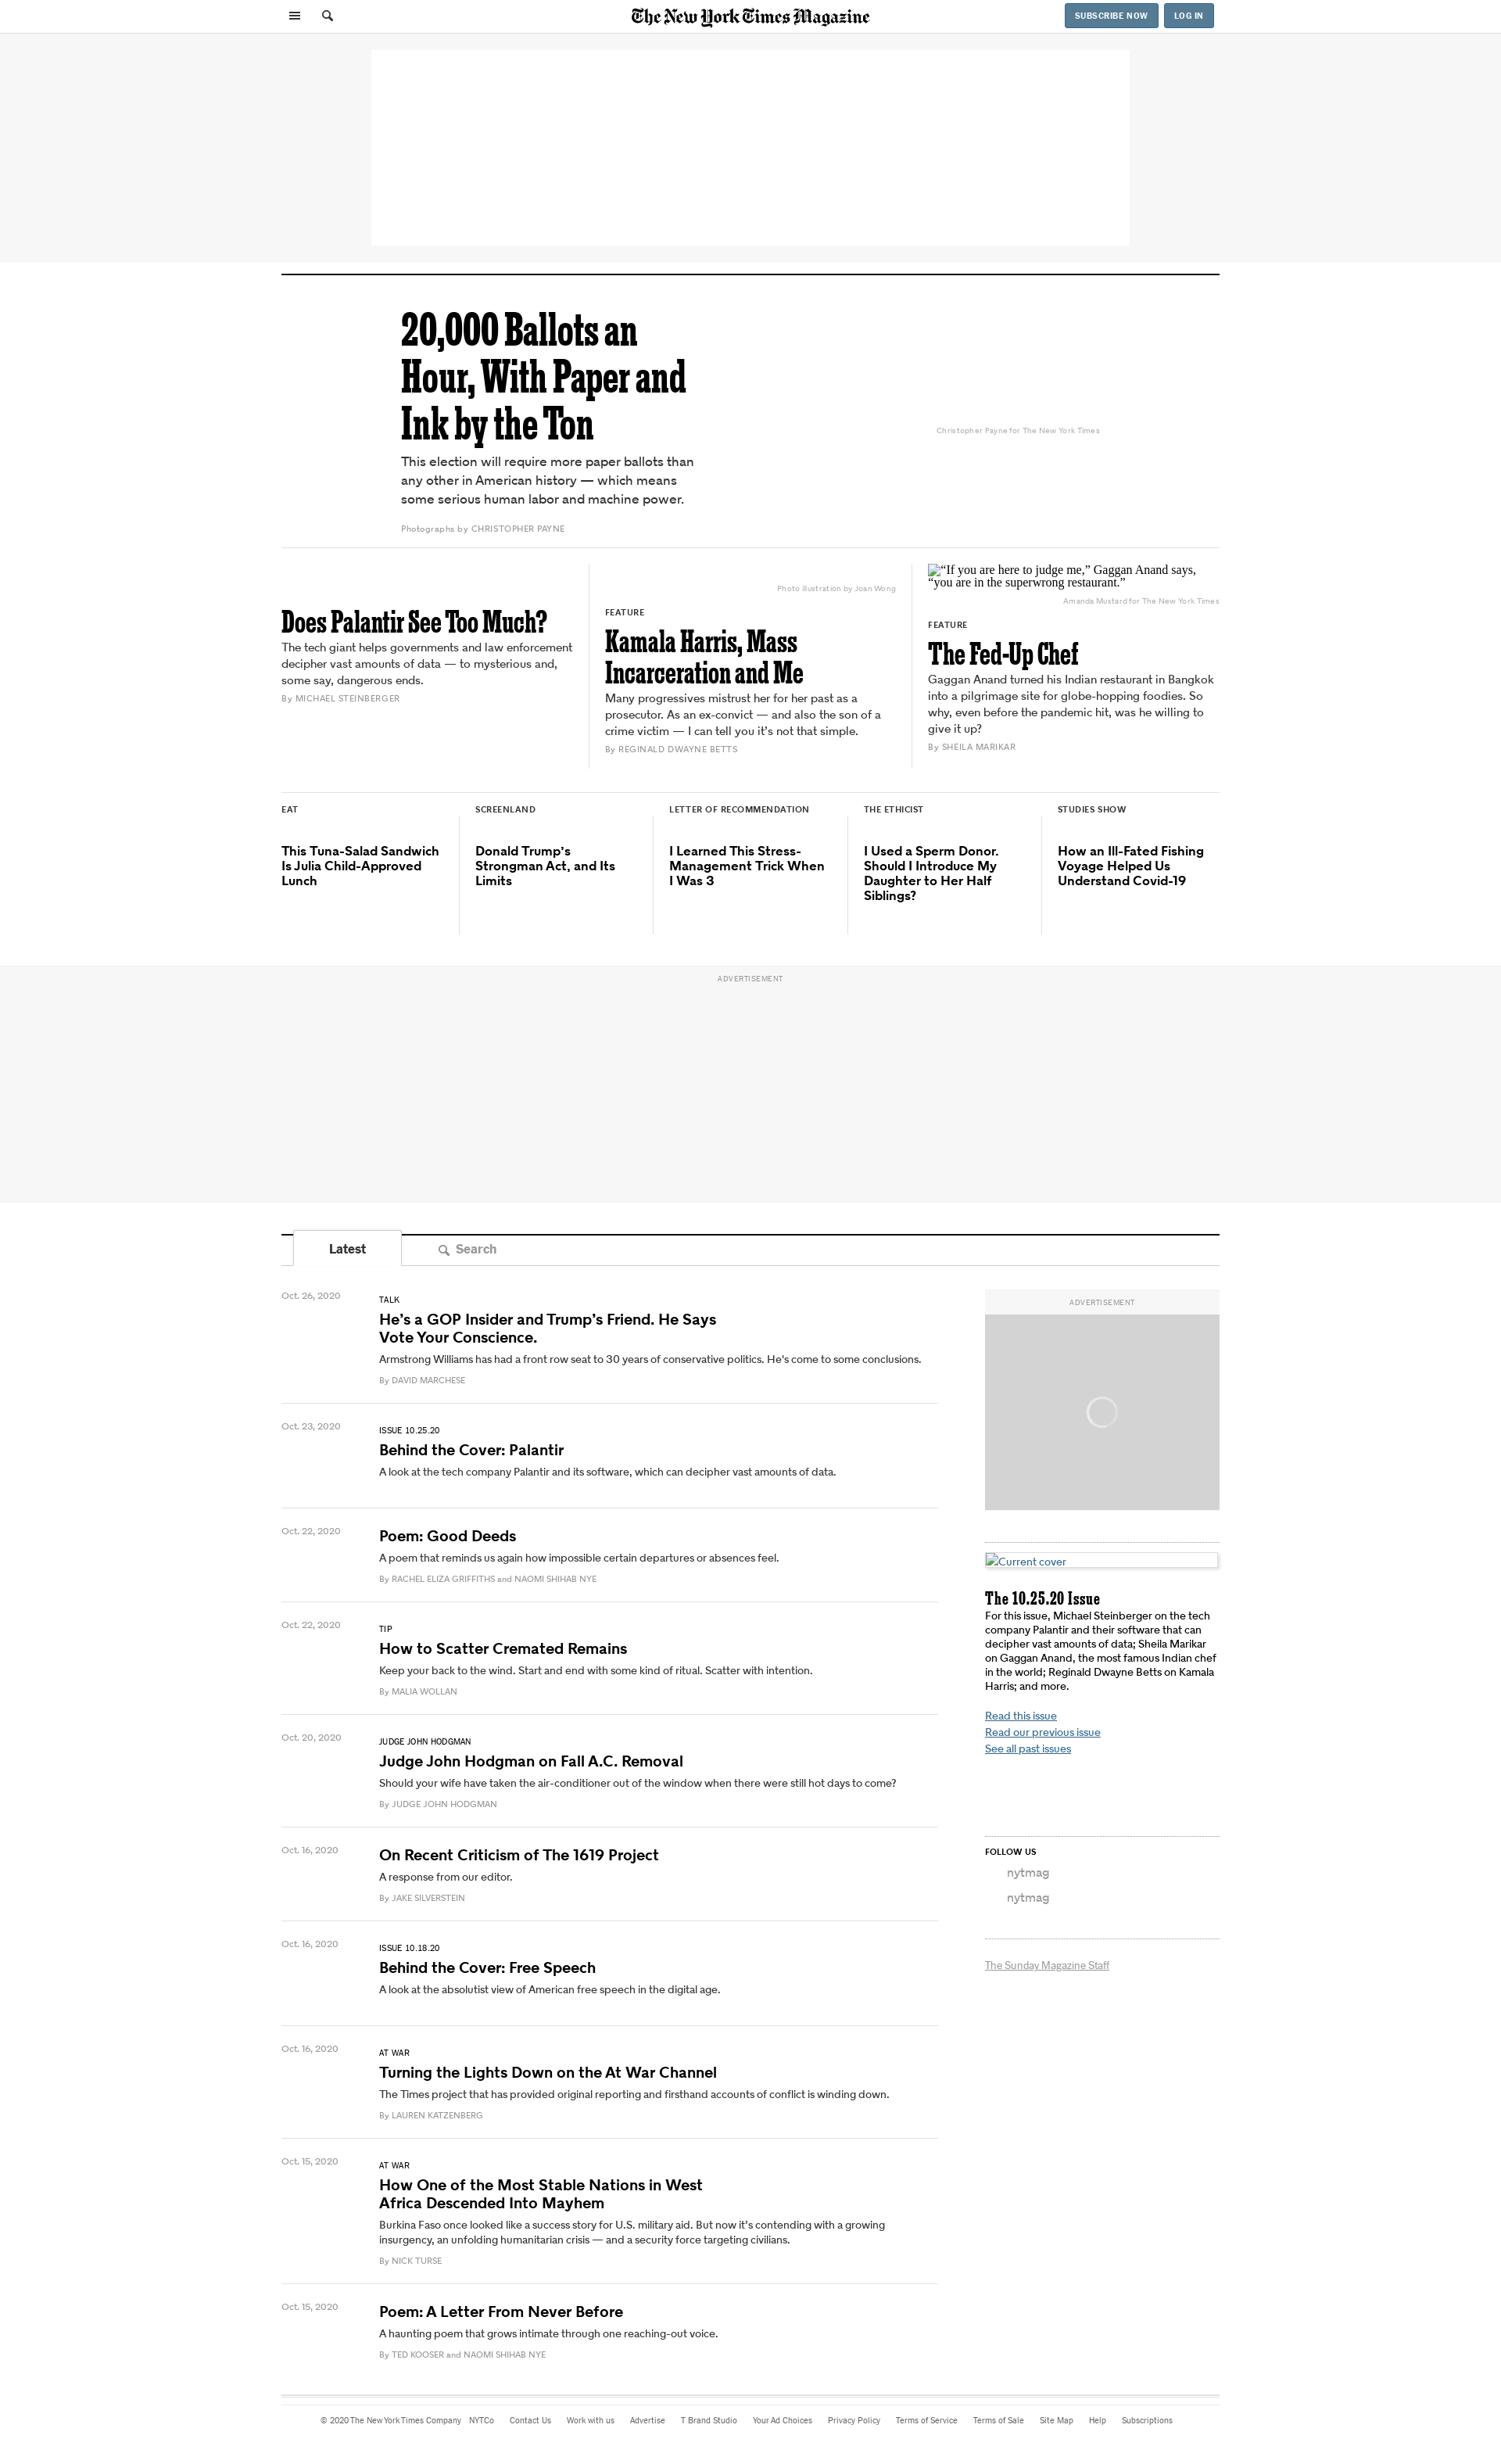 The New York Times Magazine
SUBSCRIBE NOW
LOG IN
20,000 Ballots an
Hour, With Paper and
Ink by the Ton
This election will require more paper ballots than
any other in American history — which means
some serious human labor and machine power.
Photographs by CHRISTOPHER PAYNE
Christopher Payne for The New York Times
Does Palantir See Too Much?
The tech giant helps governments and law enforcement
decipher vast amounts of data — to mysterious and,
some say, dangerous ends.
By MICHAEL STEINBERGER
Photo illustration by Joan Wong
FEATURE
Kamala Harris, Mass
Incarceration and Me
Many progressives mistrust her for her past as a
prosecutor. As an ex-convict — and also the son of a
crime victim — I can tell you it’s not that simple.
By REGINALD DWAYNE BETTS
“If you are here to judge me,” Gaggan Anand says,
“you are in the superwrong restaurant.”
Amanda Mustard for The New York Times
FEATURE
The Fed-Up Chef
Gaggan Anand turned his Indian restaurant in Bangkok
into a pilgrimage site for globe-hopping foodies. So
why, even before the pandemic hit, was he willing to
give it up?
By SHEILA MARIKAR
EAT
This Tuna-Salad Sandwich
Is Julia Child-Approved
Lunch
SCREENLAND
Donald Trump’s
Strongman Act, and Its
Limits
LETTER OF RECOMMENDATION
I Learned This Stress-
Management Trick When
I Was 3
THE ETHICIST
I Used a Sperm Donor.
Should I Introduce My
Daughter to Her Half
Siblings?
STUDIES SHOW
How an Ill-Fated Fishing
Voyage Helped Us
Understand Covid-19
ADVERTISEMENT
Latest
Search
Oct. 26, 2020
TALK
He’s a GOP Insider and Trump’s Friend. He Says
Vote Your Conscience.
Armstrong Williams has had a front row seat to 30 years of conservative politics. He's come to some conclusions.
By DAVID MARCHESE
Oct. 23, 2020
ISSUE 10.25.20
Behind the Cover: Palantir
A look at the tech company Palantir and its software, which can decipher vast amounts of data.
Oct. 22, 2020
Poem: Good Deeds
A poem that reminds us again how impossible certain departures or absences feel.
By RACHEL ELIZA GRIFFITHS and NAOMI SHIHAB NYE
Oct. 22, 2020
TIP
How to Scatter Cremated Remains
Keep your back to the wind. Start and end with some kind of ritual. Scatter with intention.
By MALIA WOLLAN
Oct. 20, 2020
JUDGE JOHN HODGMAN
Judge John Hodgman on Fall A.C. Removal
Should your wife have taken the air-conditioner out of the window when there were still hot days to come?
By JUDGE JOHN HODGMAN
Oct. 16, 2020
On Recent Criticism of The 1619 Project
A response from our editor.
By JAKE SILVERSTEIN
Oct. 16, 2020
ISSUE 10.18.20
Behind the Cover: Free Speech
A look at the absolutist view of American free speech in the digital age.
Oct. 16, 2020
AT WAR
Turning the Lights Down on the At War Channel
The Times project that has provided original reporting and firsthand accounts of conflict is winding down.
By LAUREN KATZENBERG
Oct. 15, 2020
AT WAR
How One of the Most Stable Nations in West
Africa Descended Into Mayhem
Burkina Faso once looked like a success story for U.S. military aid. But now it’s contending with a growing
insurgency, an unfolding humanitarian crisis — and a security force targeting civilians.
By NICK TURSE
Oct. 15, 2020
Poem: A Letter From Never Before
A haunting poem that grows intimate through one reaching-out voice.
By TED KOOSER and NAOMI SHIHAB NYE
ADVERTISEMENT
Current cover
The 10.25.20 Issue
For this issue, Michael Steinberger on the tech
company Palantir and their software that can
decipher vast amounts of data; Sheila Marikar
on Gaggan Anand, the most famous Indian chef
in the world; Reginald Dwayne Betts on Kamala
Harris; and more.
Read this issue
Read our previous issue
See all past issues
FOLLOW US
nytmag
nytmag
The Sunday Magazine Staff
© 2020 The New York Times Company NYTCo Contact Us Work with us Advertise T Brand Studio Your Ad Choices Privacy Policy Terms of Service Terms of Sale Site Map Help Subscriptions